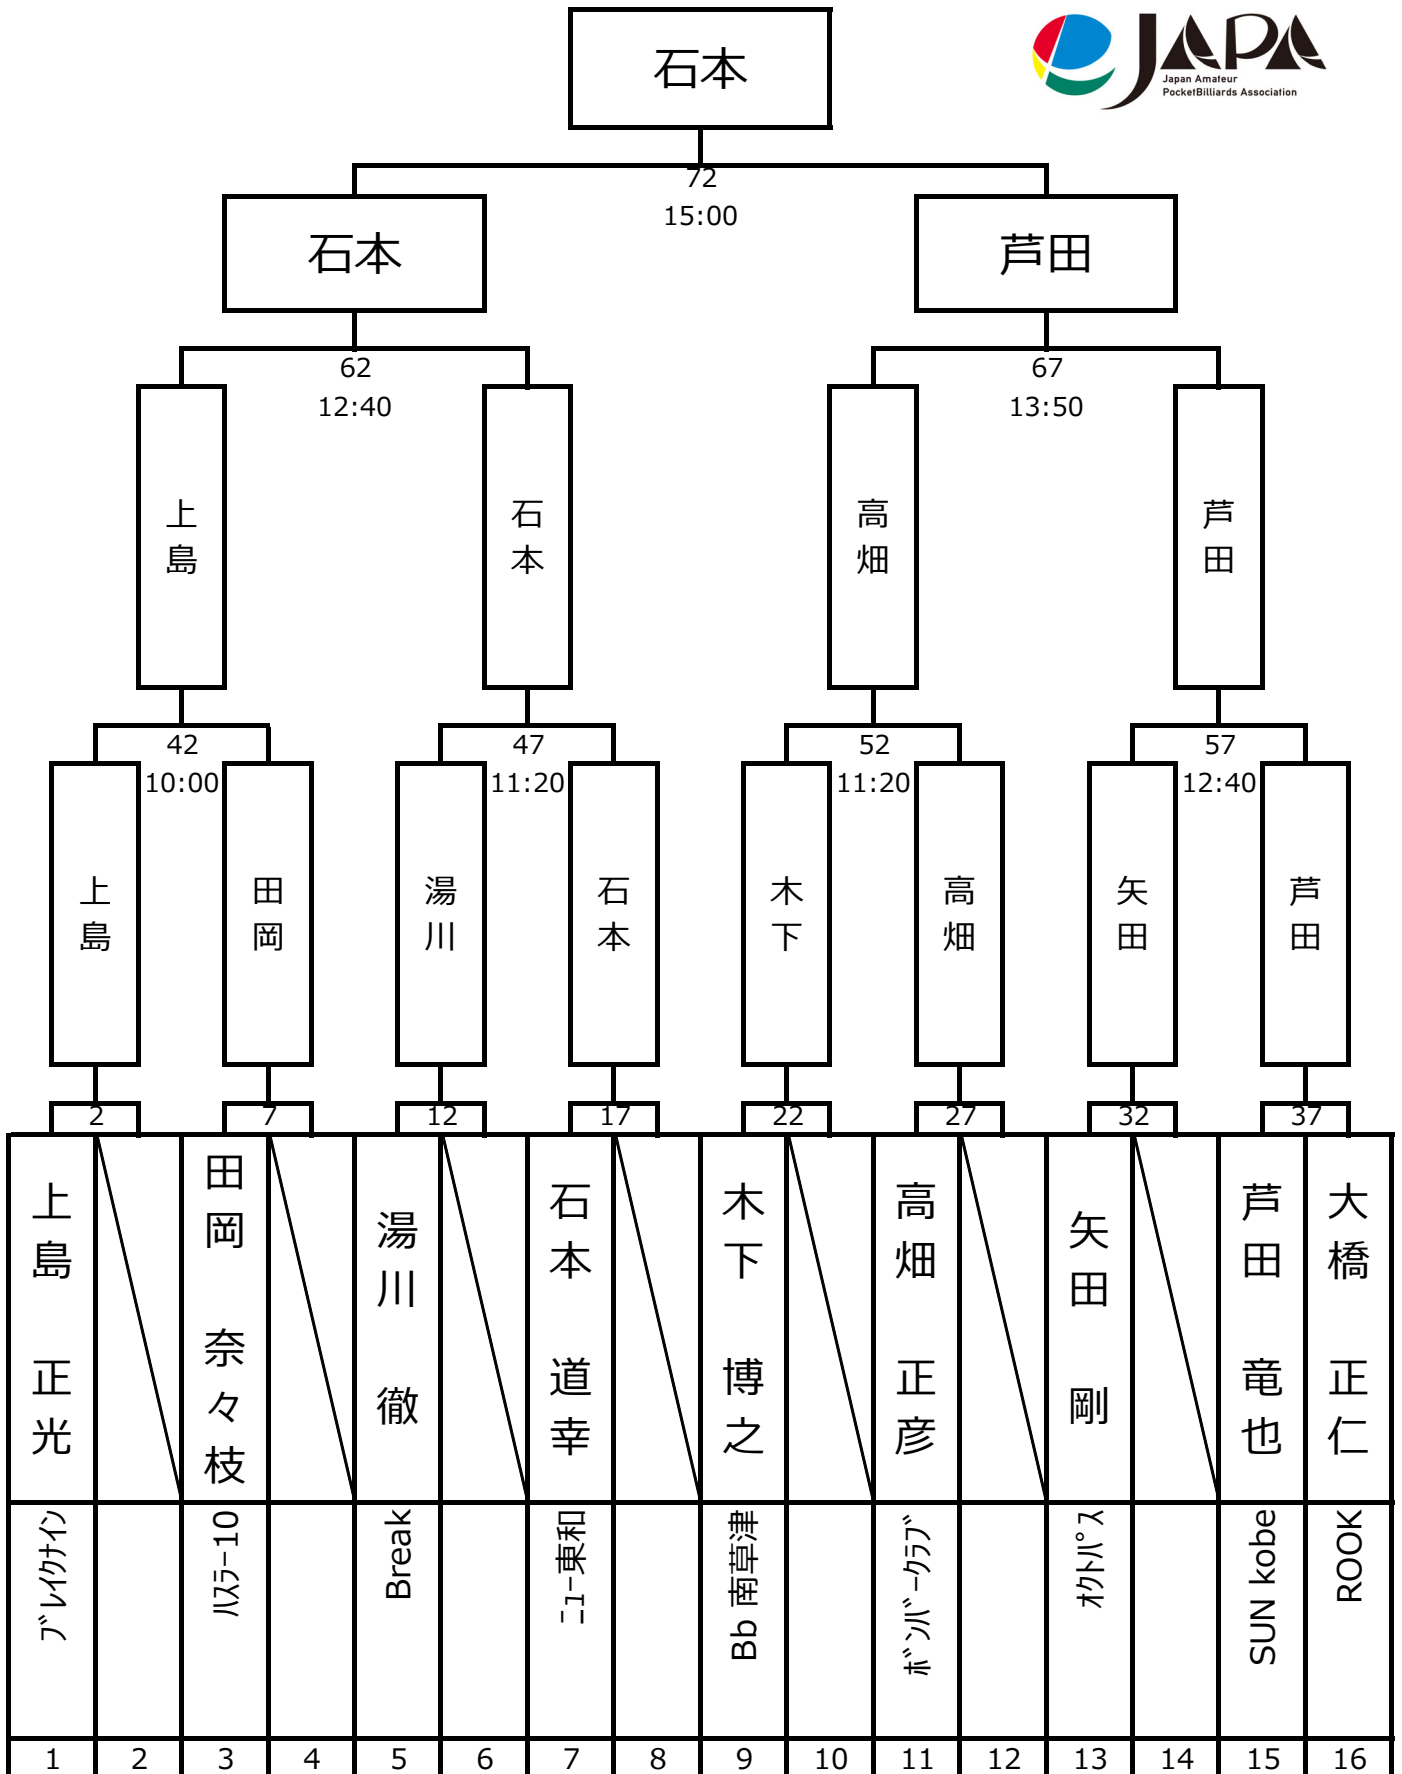 石本
JAPA
Japan Amateur
PocketBilliards Association
72
15:00
石本
芦田
62
12:40
67
13:50
上島
石本
高畑
芦田
42
10:00
47
11:20
52
11:20
57
12:40
上島
田岡
湯川
石本
木下
高畑
矢田
芦田
2
7
12
17
22
27
32
37
上島 正光
田岡 奈々枝
湯川 徹
石本 道幸
木下 博之
高畑 正彦
矢田 剛
芦田 竜也
大橋 正仁
ﾌﾞﾚｲｸﾅｲﾝ
ﾊｽﾗｰ10
Break
ﾆｭｰ東和
Bb 南草津
ﾎﾞﾝﾊﾞｰｸﾗﾌﾞ
ｵｸﾄﾊﾟｽ
SUN kobe
ROOK
1 2 3 4 5 6 7 8 9 10 11 12 13 14 15 16